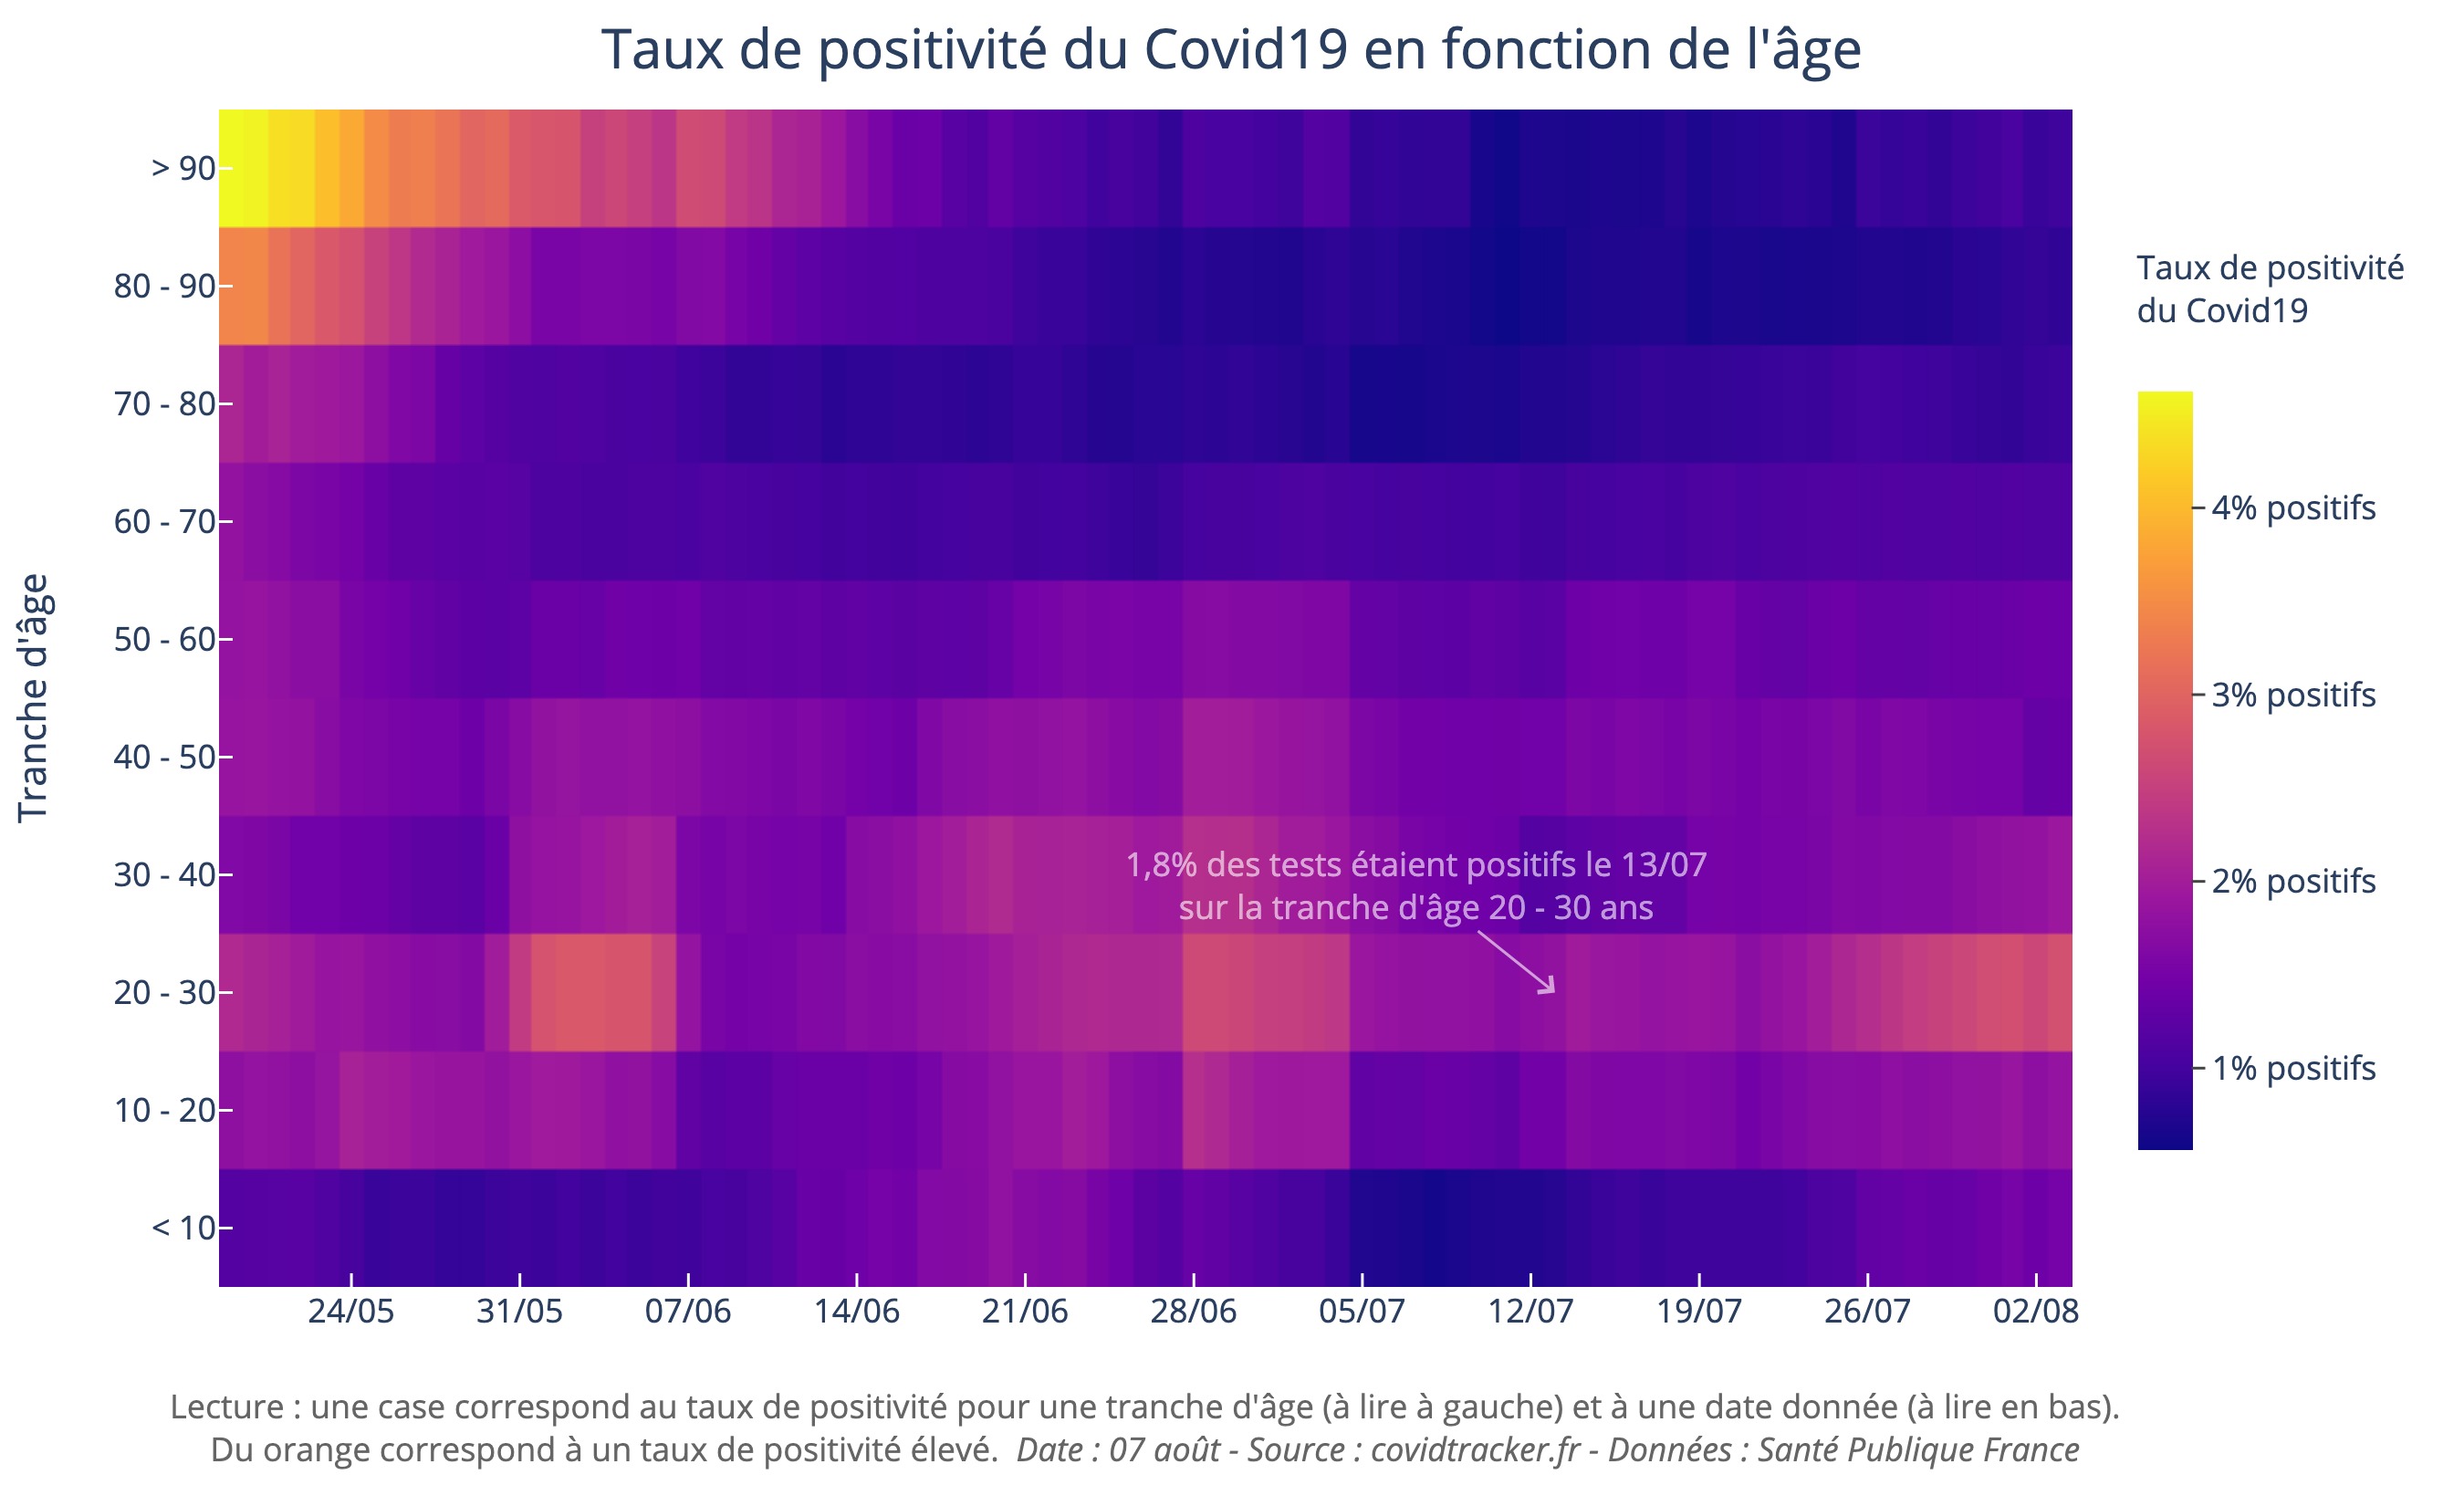 Taux de positivité du Covid19 en fonction de l'âge
Tranche d'âge
> 90
80 - 90
70 - 80
60 - 70
50 - 60
40 - 50
30 - 40
20 - 30
10 - 20
< 10
1,8% des tests étaient positifs le 13/07
sur la tranche d'âge 20 - 30 ans
24/05 31/05 07/06 14/06 21/06 28/06 05/07 12/07 19/07 26/07 02/08
Taux de positivité
du Covid19
4% positifs
3% positifs
2% positifs
1% positifs
Lecture : une case correspond au taux de positivité pour une tranche d'âge (à lire à gauche) et à une date donnée (à lire en bas).
Du orange correspond à un taux de positivité élevé. Date : 07 août - Source : covidtracker.fr - Données : Santé Publique France